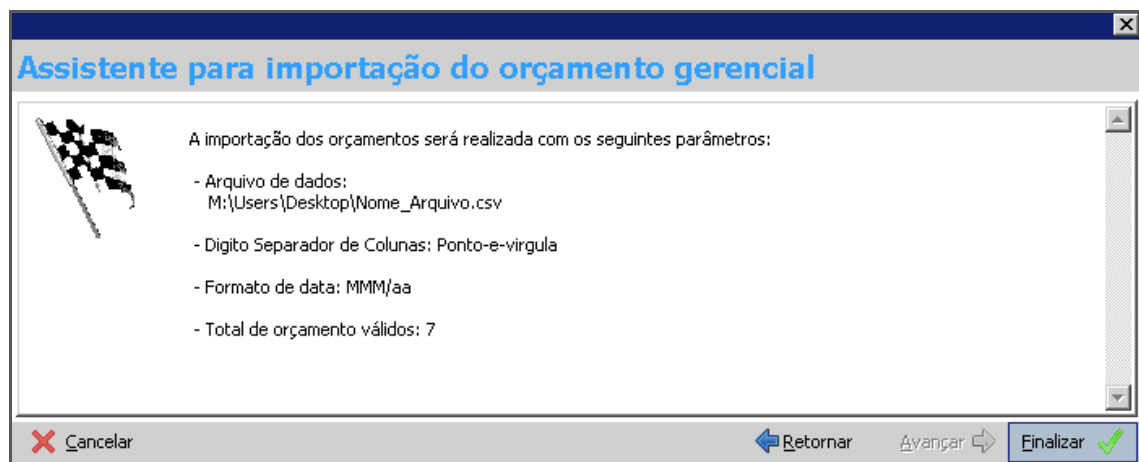 Assistente para importação do orçamento gerencial
A importação dos orçamentos será realizada com os seguintes parâmetros:
- Arquivo de dados:
M:\Users\Desktop\Nome_Arquivo.csv
- Digito Separador de Colunas: Ponto-e-virgula
- Formato de data: MMM/aa
- Total de orçamento válidos: 7
Cancelar Retornar Avançar Finalizar